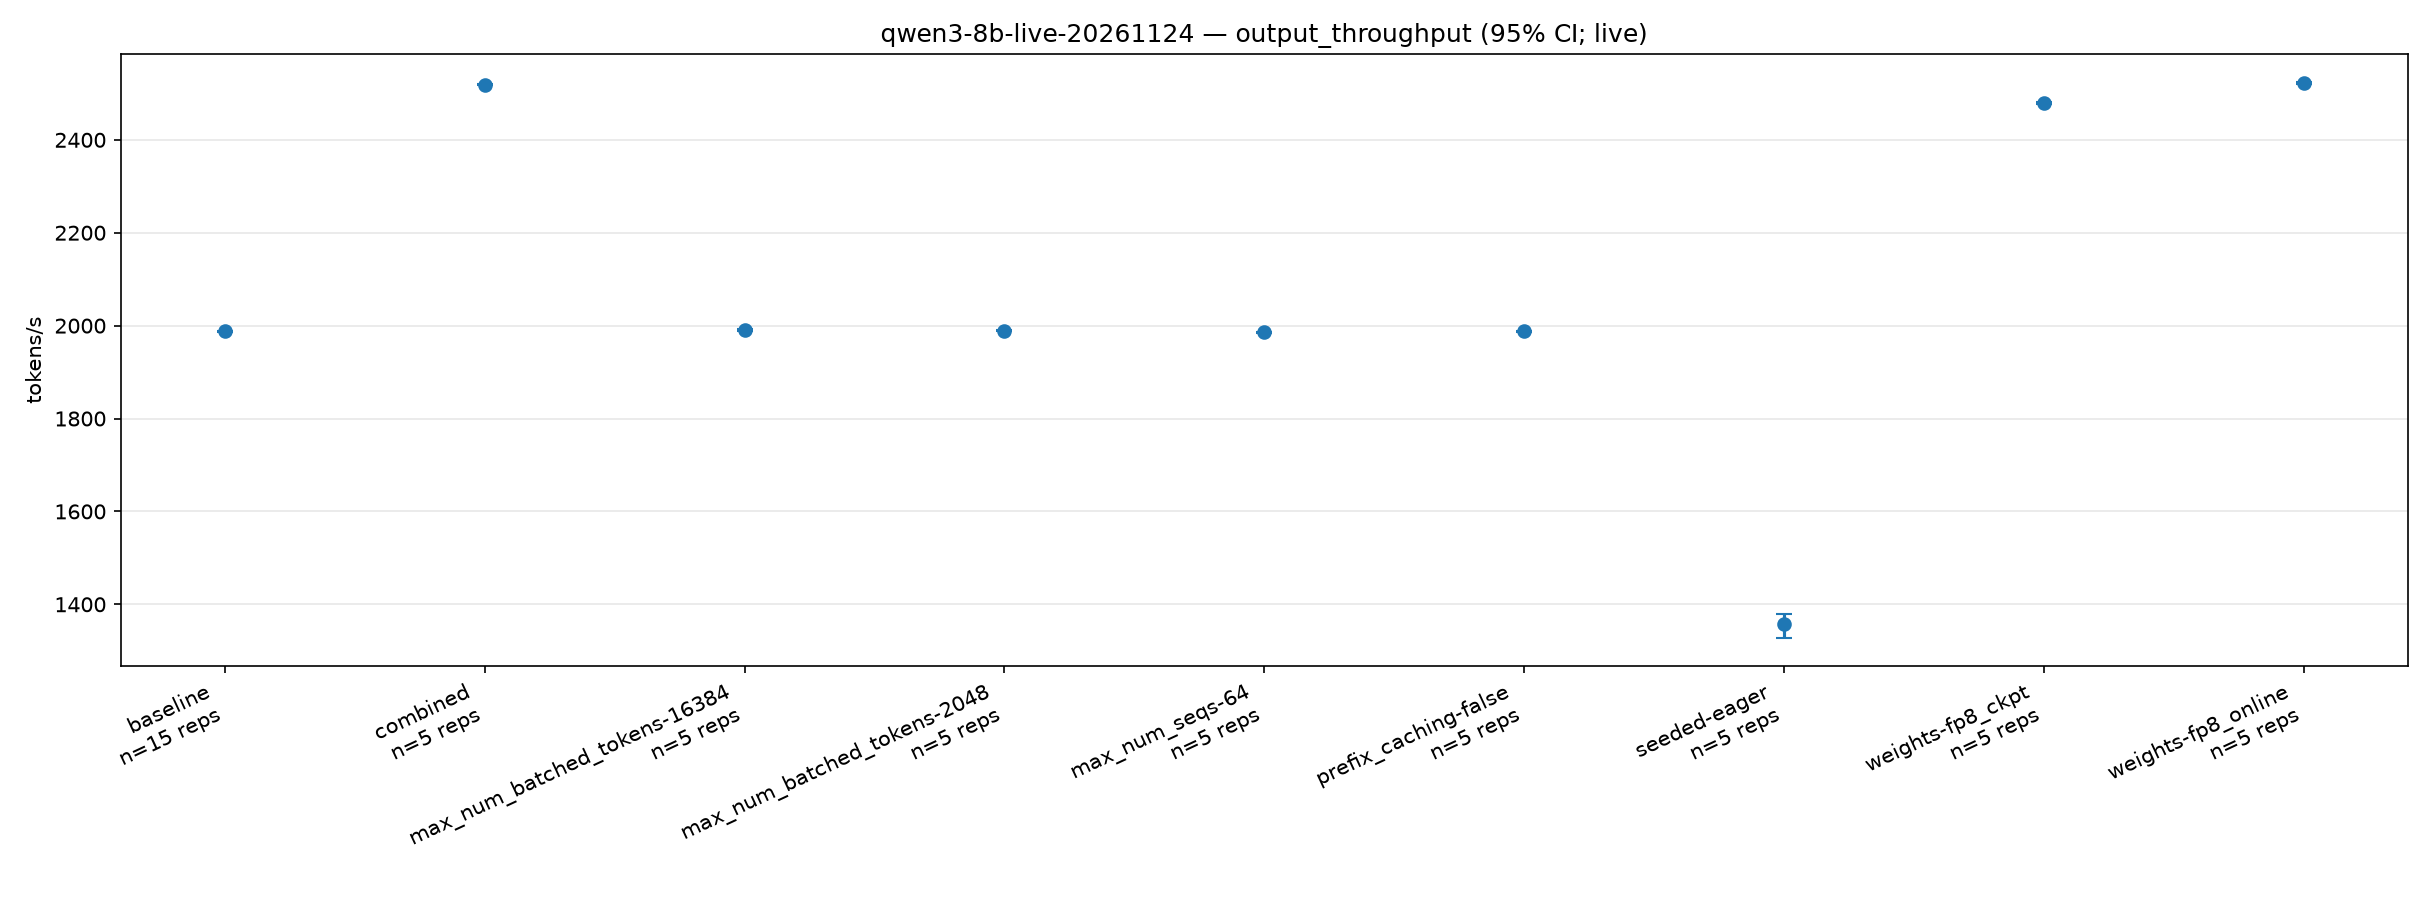 qwen3-8b-live-20261124 — output_throughput (95% CI; live)
tokens/s
2400
2200
2000
1800
1600
1400
baseline
n=15 reps
combined
n=5 reps
max_num_batched_tokens-16384
n=5 reps
max_num_batched_tokens-2048
n=5 reps
max_num_seqs-64
n=5 reps
prefix_caching-false
n=5 reps
seeded-eager
n=5 reps
weights-fp8_ckpt
n=5 reps
weights-fp8_online
n=5 reps